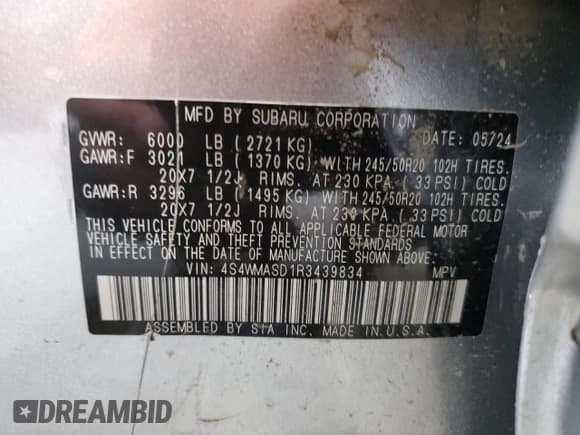 MFD BY SUBARU CORPORATION
GVWR: 6000 LB (2721 KG) DATE: 05/24
GAWR:F 3021 LB (1370 KG) WITH 245/50R20 102H TIRES.
20X7 1/2J RIMS. AT 230 KPA. (33 PSI) COLD
GAWR:R 3296 LB (1495 KG) WITH 245/50R20 102H TIRES.
20X7 1/2J RIMS. AT 230 KPA. (33 PSI) COLD
THIS VEHICLE CONFORMS TO ALL APPLICABLE FEDERAL MOTOR
VEHICLE SAFETY AND THEFT PREVENTION STANDARDS
IN EFFECT ON THE DATE OF MANUFACTURE SHOWN ABOVE.
VIN: 4S4WMASD1R3439834 MPV
ASSEMBLED BY SIA INC. MADE IN U.S.A.
DREAMBID